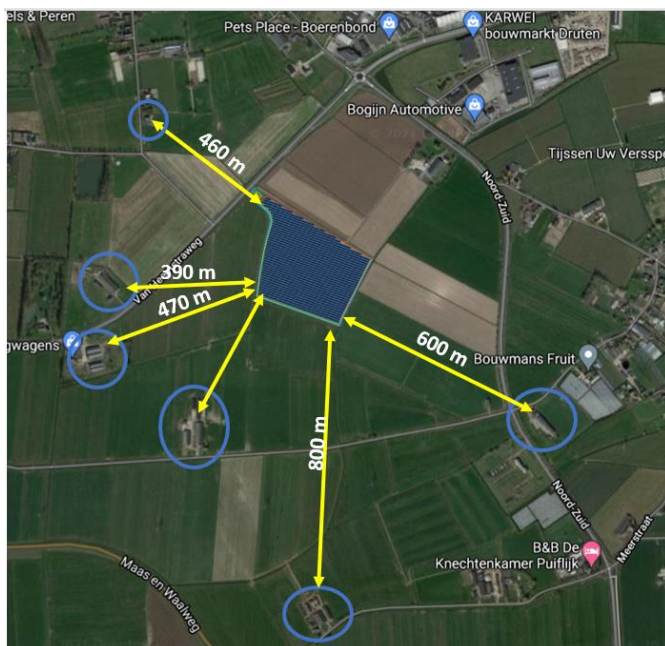 els & Peren
Pets Place - Boerenbond
KARWEI
bouwmarkt Druten
Bogijn Automotive
Tijssen Uw Versspe
460 m
Noord-Zuid
390 m
470 m
gwagens
600 m
Bouwmans Fruit
800 m
Noord-Zuid
Meerstraat
B&B De
Knechtenkamer Puiflijk
Maas en Waalweg